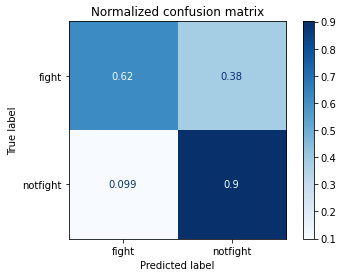 Normalized confusion matrix
fight
0.62
0.38
notfight
0.099
0.9
fight
notfight
True label
Predicted label
0.9
0.8
0.7
0.6
0.5
0.4
0.3
0.2
0.1